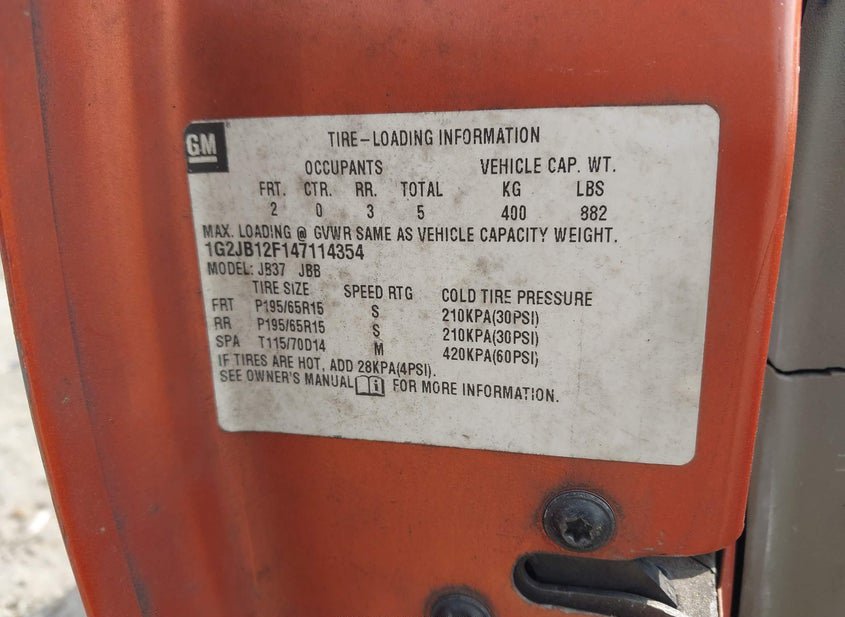 GM
TIRE-LOADING INFORMATION
OCCUPANTS VEHICLE CAP. WT.
FRT. CTR. RR. TOTAL KG LBS
2 0 3 5 400 882
MAX. LOADING @ GVWR SAME AS VEHICLE CAPACITY WEIGHT.
1G2JB12F147114354
MODEL: JB37 JBB
TIRE SIZE SPEED RTG COLD TIRE PRESSURE
FRT P195/65R15 S 210KPA(30PSI)
RR P195/65R15 S 210KPA(30PSI)
SPA T115/70D14 M 420KPA(60PSI)
IF TIRES ARE HOT, ADD 28KPA(4PSI).
SEE OWNER'S MANUAL FOR MORE INFORMATION.